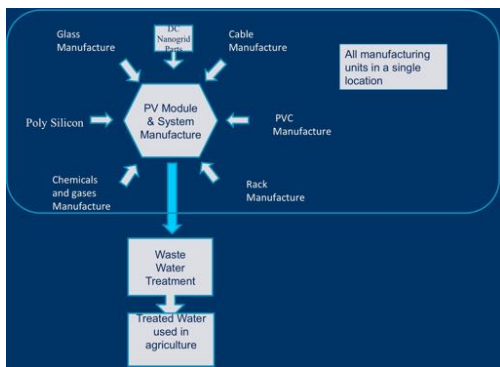 Glass
Manufacture
DC
Nanogrid
Parts
Cable
Manufacture
All manufacturing
units in a single
location
Poly Silicon
PV Module
& System
Manufacture
PVC
Manufacture
Chemicals
and gases
Manufacture
Rack
Manufacture
Waste
Water
Treatment
Treated Water
used in
agriculture